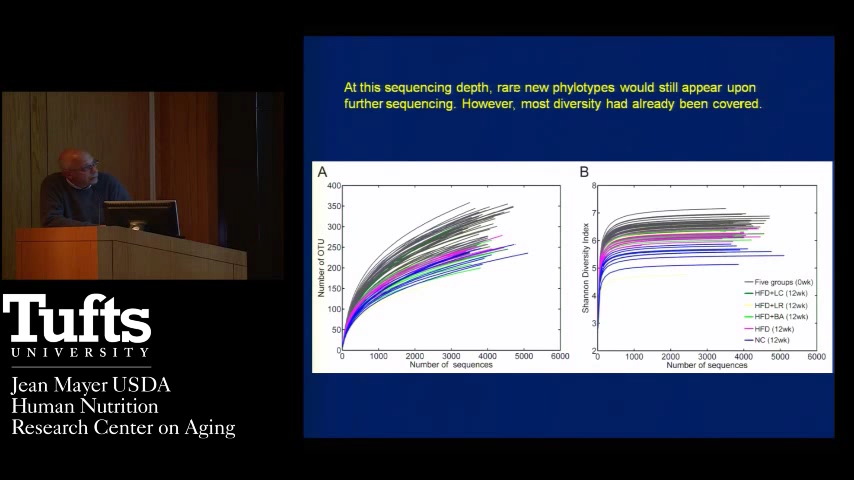 At this sequencing depth, rare new phylotypes would still appear upon
further sequencing. However, most diversity had already been covered.
A
400
350
300
250
200
150
100
50
0
Number of OTU
0 1000 2000 3000 4000 5000 6000
Number of sequences
B
8
7
6
5
4
3
2
Shannon Diversity Index
Five groups (0wk)
HFD+LC (12wk)
HFD+LR (12wk)
HFD+BA (12wk)
HFD (12wk)
NC (12wk)
0 1000 2000 3000 4000 5000 6000
Number of sequences
Tufts
UNIVERSITY
Jean Mayer USDA
Human Nutrition
Research Center on Aging